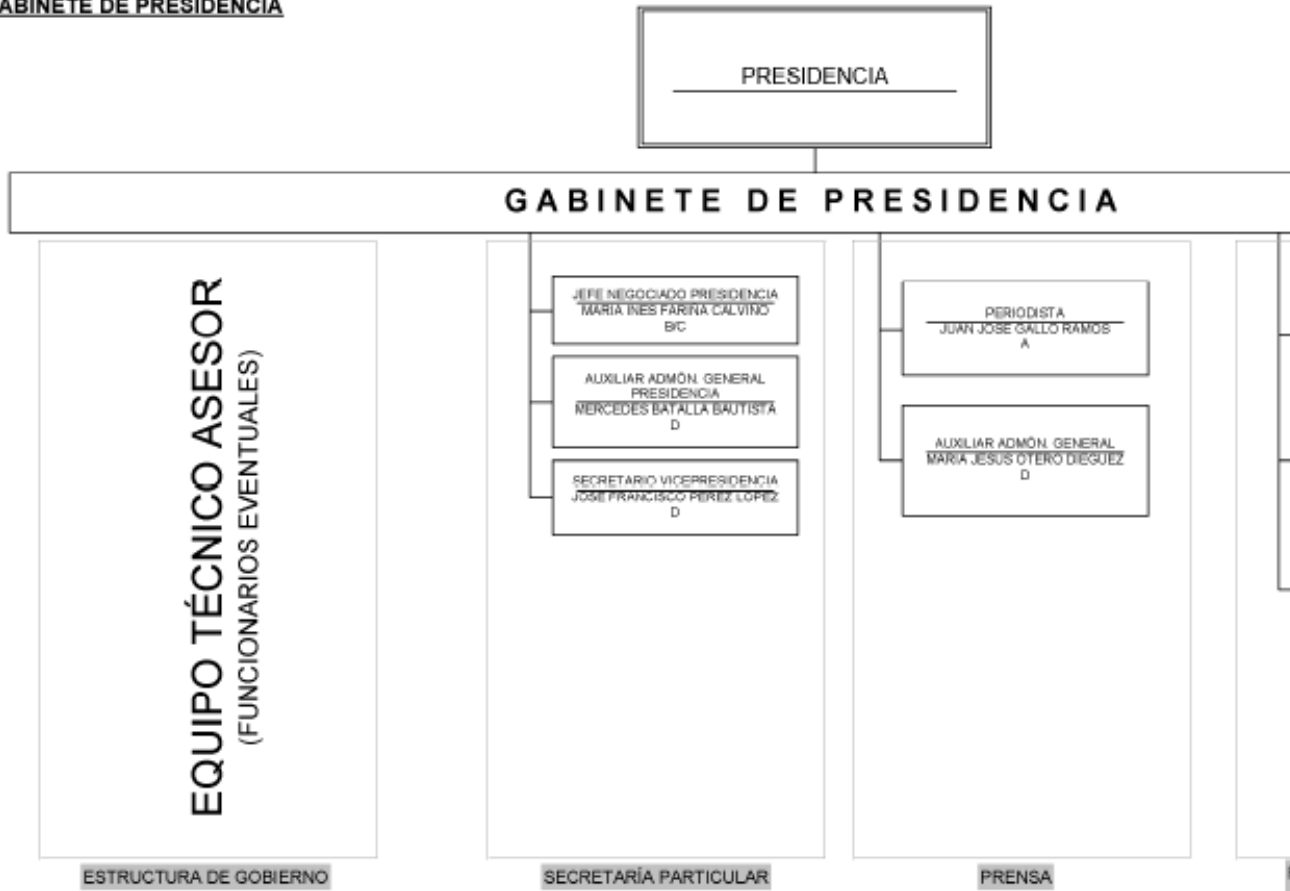 ABINETE DE PRESIDENCIA
PRESIDENCIA
GABINETE DE PRESIDENCIA
EQUIPO TÉCNICO ASESOR
(FUNCIONARIOS EVENTUALES)
ESTRUCTURA DE GOBIERNO
JEFE NEGOCIADO PRESIDENCIA
MARIA INES FARIÑA CALVIÑO
B/C
AUXILIAR ADMÓN. GENERAL
PRESIDENCIA
MERCEDES BATALLA BAUTISTA
D
SECRETARIO VICEPRESIDENCIA
JOSE FRANCISCO PEREZ LOPEZ
D
SECRETARÍA PARTICULAR
PERIODISTA
JUAN JOSE GALLO RAMOS
A
AUXILIAR ADMÓN. GENERAL
MARIA JESUS OTERO DIEGUEZ
D
PRENSA